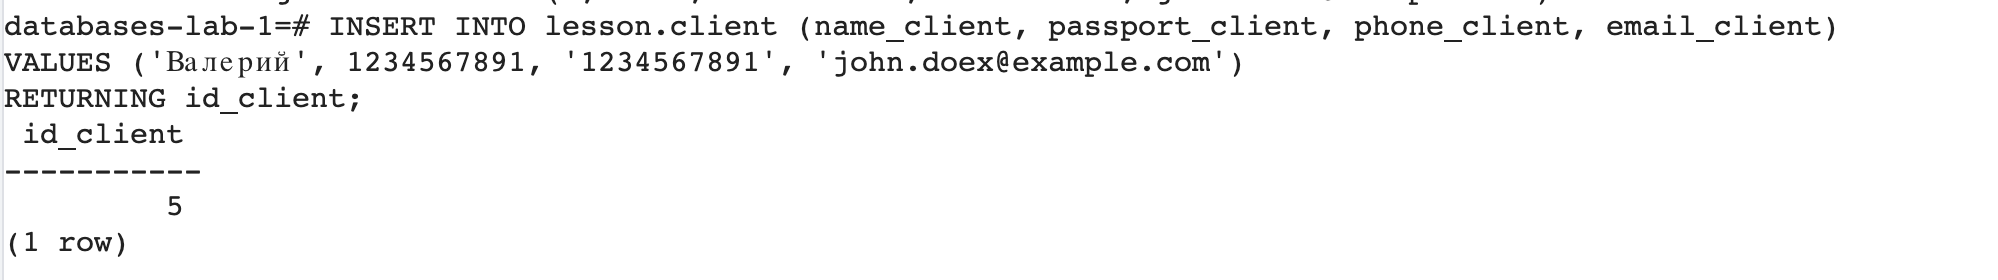 databases-lab-1=# INSERT INTO lesson.client (name_client, passport_client, phone_client, email_client)
VALUES ('Валерий', 1234567891, '1234567891', 'john.doex@example.com')
RETURNING id_client;
id_client
-----------
5
(1 row)